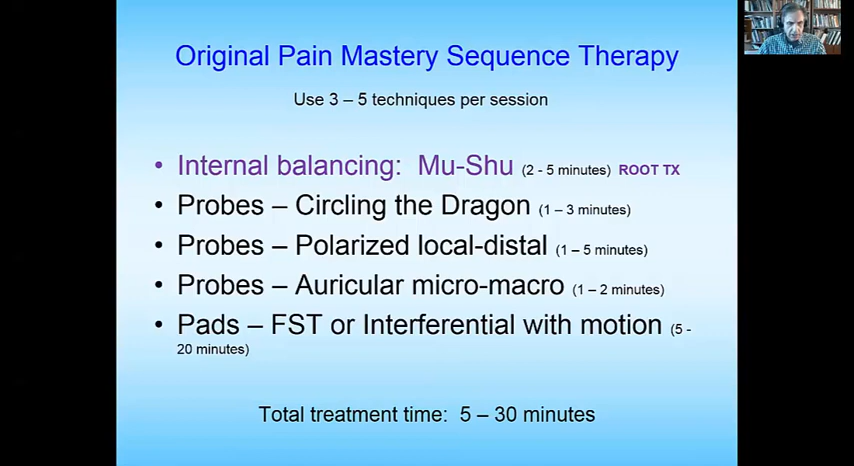 Original Pain Mastery Sequence Therapy
Use 3 – 5 techniques per session
• Internal balancing: Mu-Shu (2 - 5 minutes) ROOT TX
• Probes – Circling the Dragon (1 – 3 minutes)
• Probes – Polarized local-distal (1 – 5 minutes)
• Probes – Auricular micro-macro (1 – 2 minutes)
• Pads – FST or Interferential with motion (5 -
20 minutes)
Total treatment time: 5 – 30 minutes